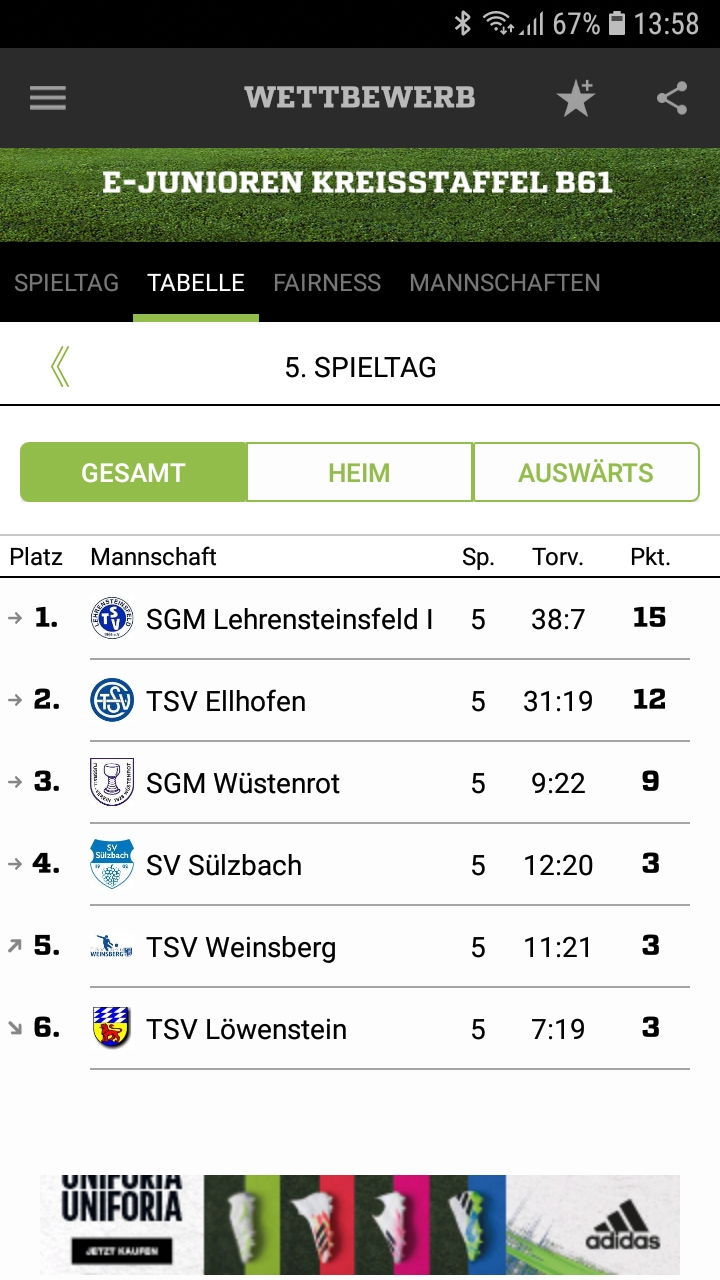 67% 13:58
WETTBEWERB
E-JUNIOREN KREISSTAFFEL B61
SPIELTAG TABELLE FAIRNESS MANNSCHAFTEN
5. SPIELTAG
GESAMT HEIM AUSWÄRTS
Platz Mannschaft Sp. Torv. Pkt.
1. SGM Lehrensteinsfeld I 5 38:7 15
2. TSV Ellhofen 5 31:19 12
3. SGM Wüstenrot 5 9:22 9
4. SV Sülzbach 5 12:20 3
5. TSV Weinsberg 5 11:21 3
6. TSV Löwenstein 5 7:19 3
UNIFORIA
UNIFORIA
JETZT KAUFEN
adidas